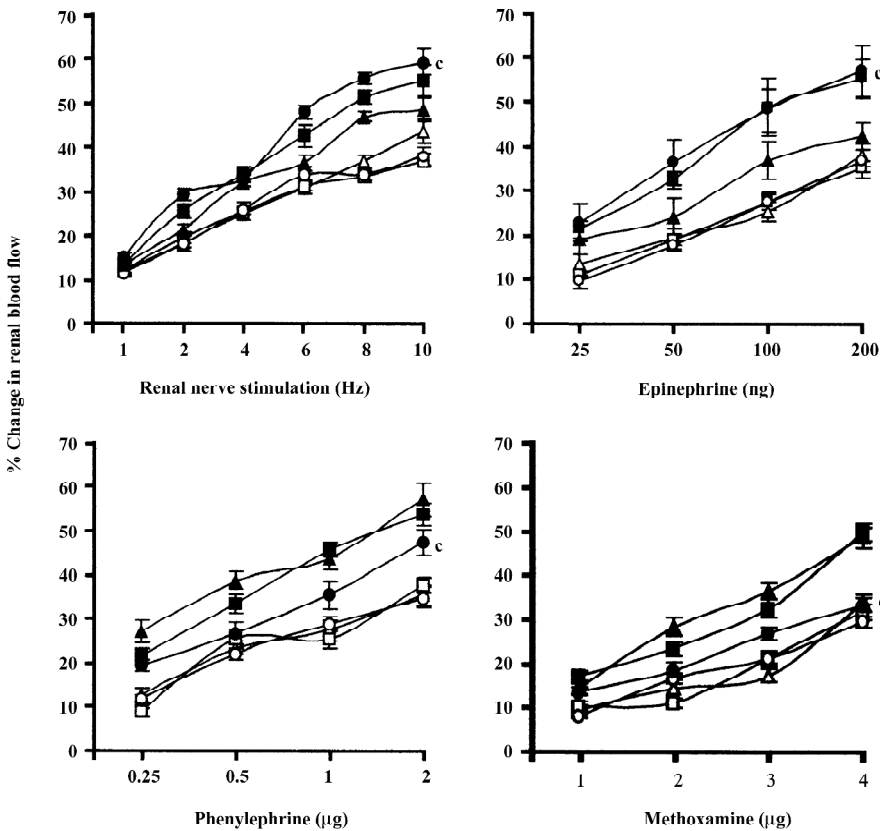 % Change in renal blood flow
70
60
50
40
30
20
10
0
c
1 2 4 6 8 10
Renal nerve stimulation (Hz)
70
60
50
40
30
20
10
0
c
25 50 100 200
Epinephrine (ng)
70
60
50
40
30
20
10
0
c
0.25 0.5 1 2
Phenylephrine (µg)
70
60
50
40
30
20
10
0
1 2 3 4
Methoxamine (µg)